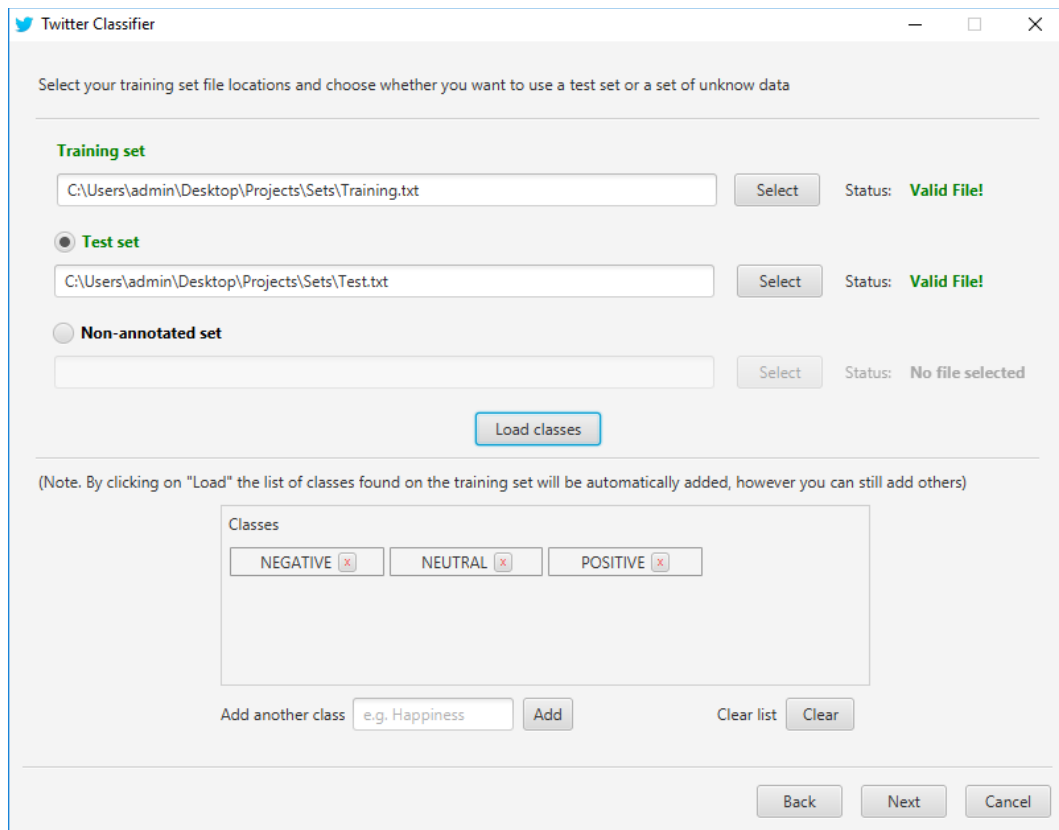 Twitter Classifier
Select your training set file locations and choose whether you want to use a test set or a set of unknow data
Training set
C:\Users\admin\Desktop\Projects\Sets\Training.txt Select Status: Valid File!
Test set
C:\Users\admin\Desktop\Projects\Sets\Test.txt Select Status: Valid File!
Non-annotated set
Select Status: No file selected
Load classes
(Note. By clicking on "Load" the list of classes found on the training set will be automatically added, however you can still add others)
Classes
NEGATIVE x NEUTRAL x POSITIVE x
Add another class e.g. Happiness Add Clear list Clear
Back Next Cancel